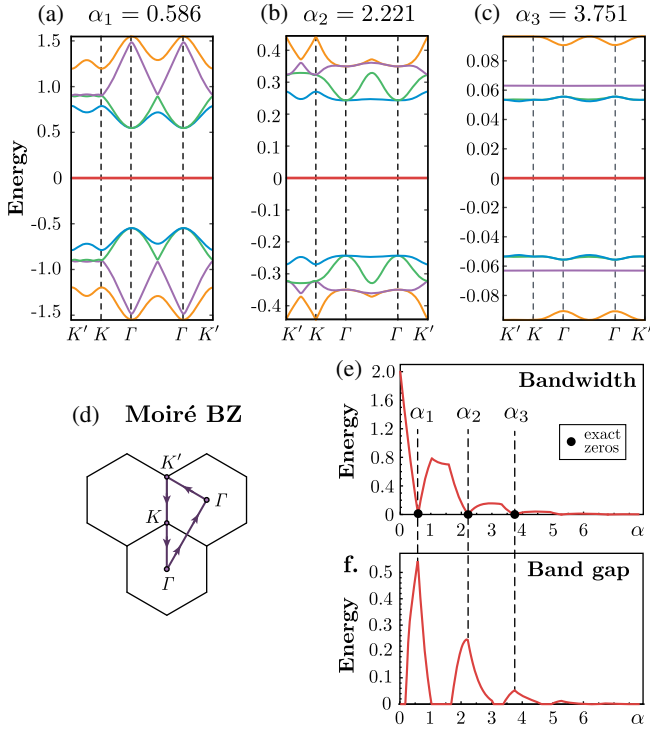 (a) α₁ = 0.586
(b) α₂ = 2.221
(c) α₃ = 3.751
Energy
1.5
1.0
0.5
0
-0.5
-1.0
-1.5
K′ K Γ Γ K′
0.4
0.3
0.2
0.1
0
-0.1
-0.2
-0.3
-0.4
K′ K Γ Γ K′
0.08
0.06
0.04
0.02
0
-0.02
0.04
-0.06
-0.08
K′ K Γ Γ K′
(d) Moiré BZ
K′
Γ
K
Γ
(e)
Bandwidth
Energy
2.0
1.6
1.2
0.8
0.4
0
α₁ α₂ α₃
exact
zeros
0 1 2 3 4 5 6 7 α
f.
Band gap
Energy
0.5
0.4
0.3
0.2
0.1
0
0 1 2 3 4 5 6 7 α